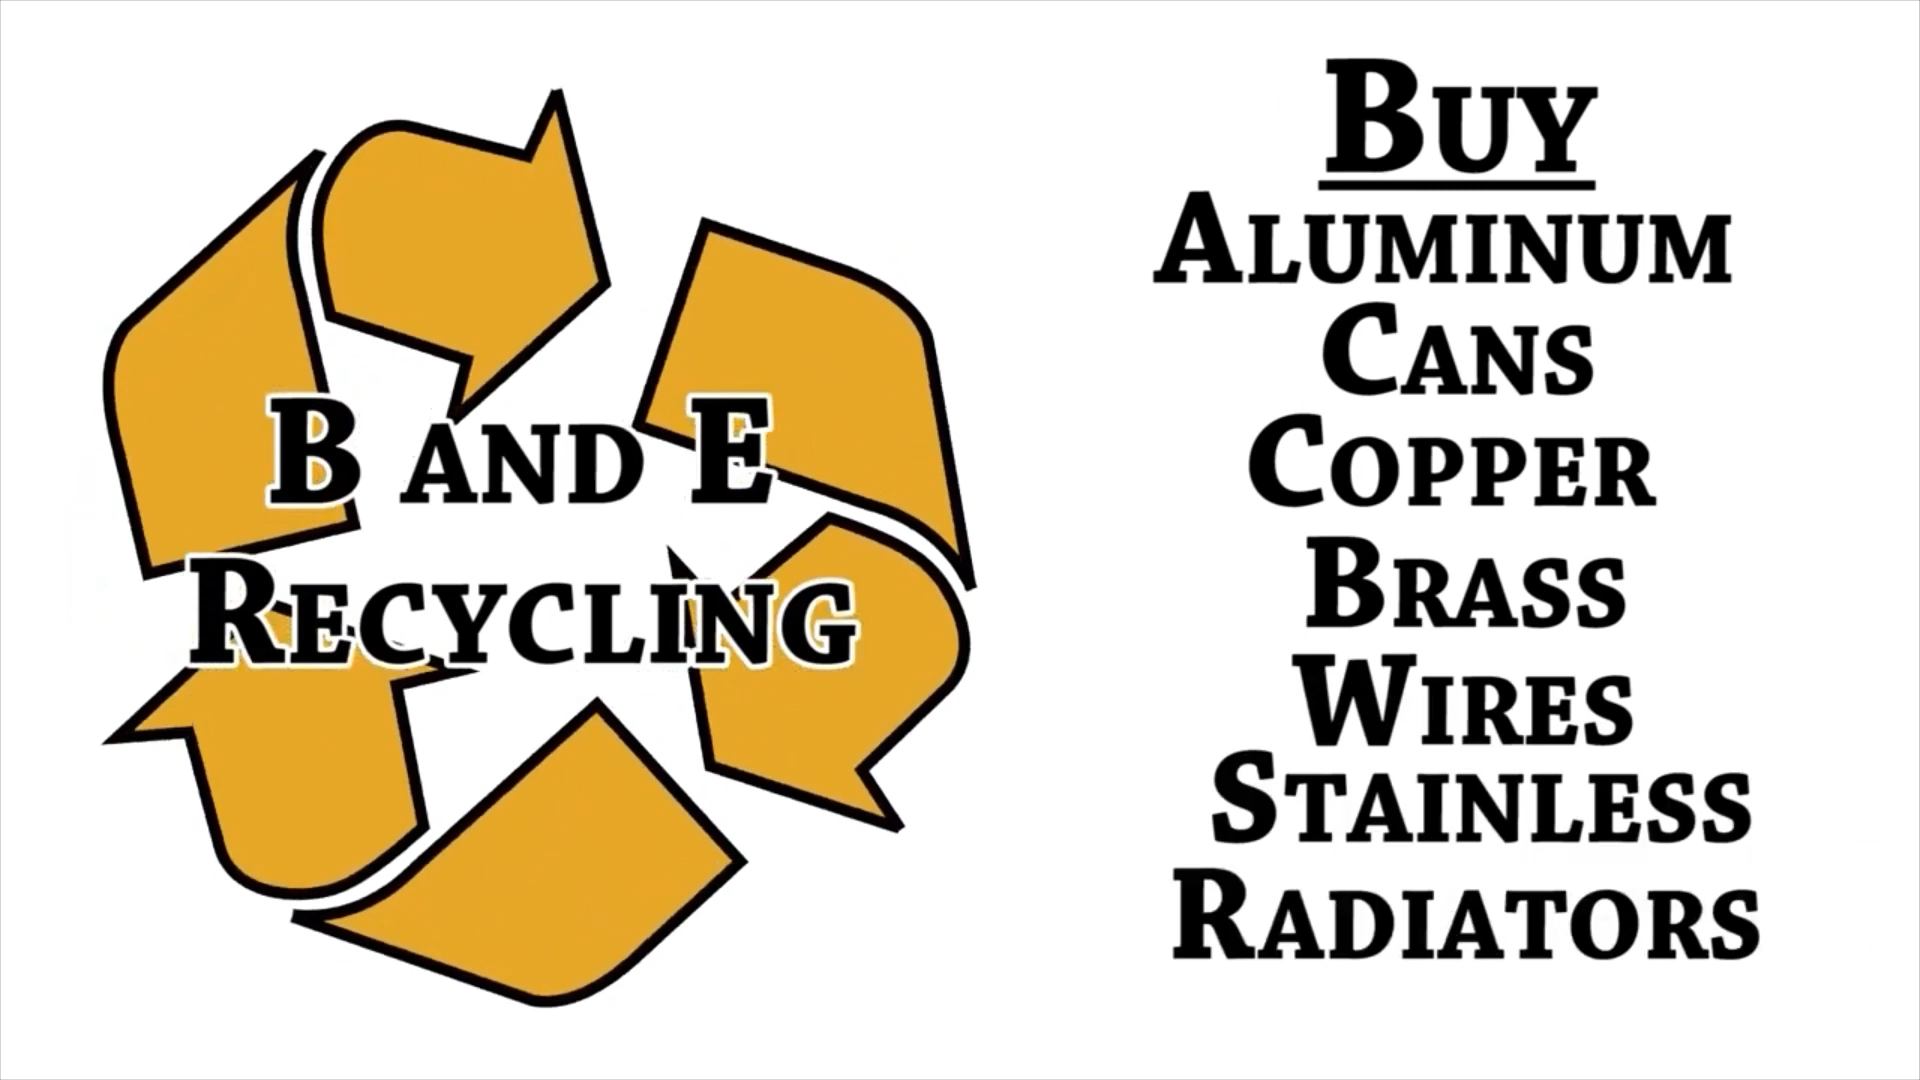 B AND E
RECYCLING
BUY
ALUMINUM
CANS
COPPER
BRASS
WIRES
STAINLESS
RADIATORS